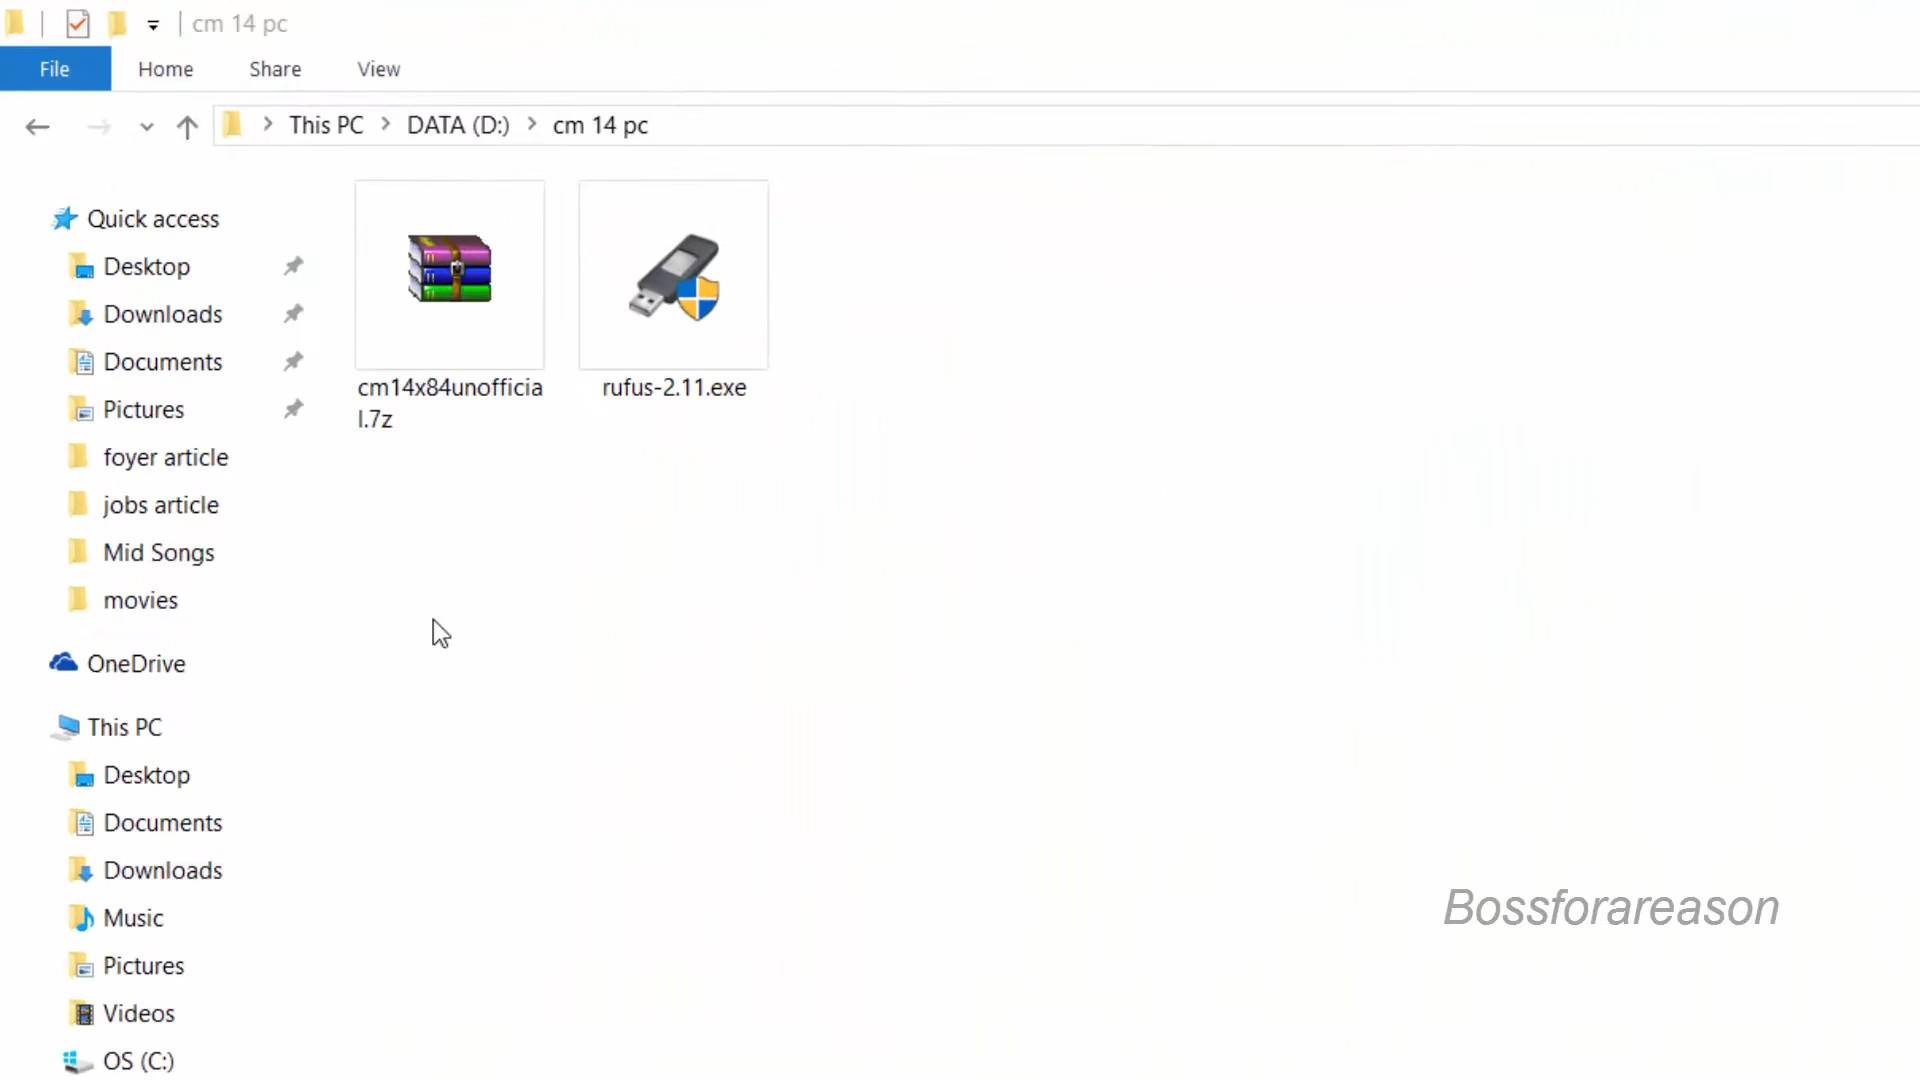 cm 14 pc
File Home Share View
This PC DATA (D:) cm 14 pc
Quick access
Desktop
Downloads
Documents
Pictures
foyer article
jobs article
Mid Songs
movies
OneDrive
This PC
Desktop
Documents
Downloads
Music
Pictures
Videos
OS (C:)
cm14x84unofficia
l.7z
rufus-2.11.exe
Bossforareason